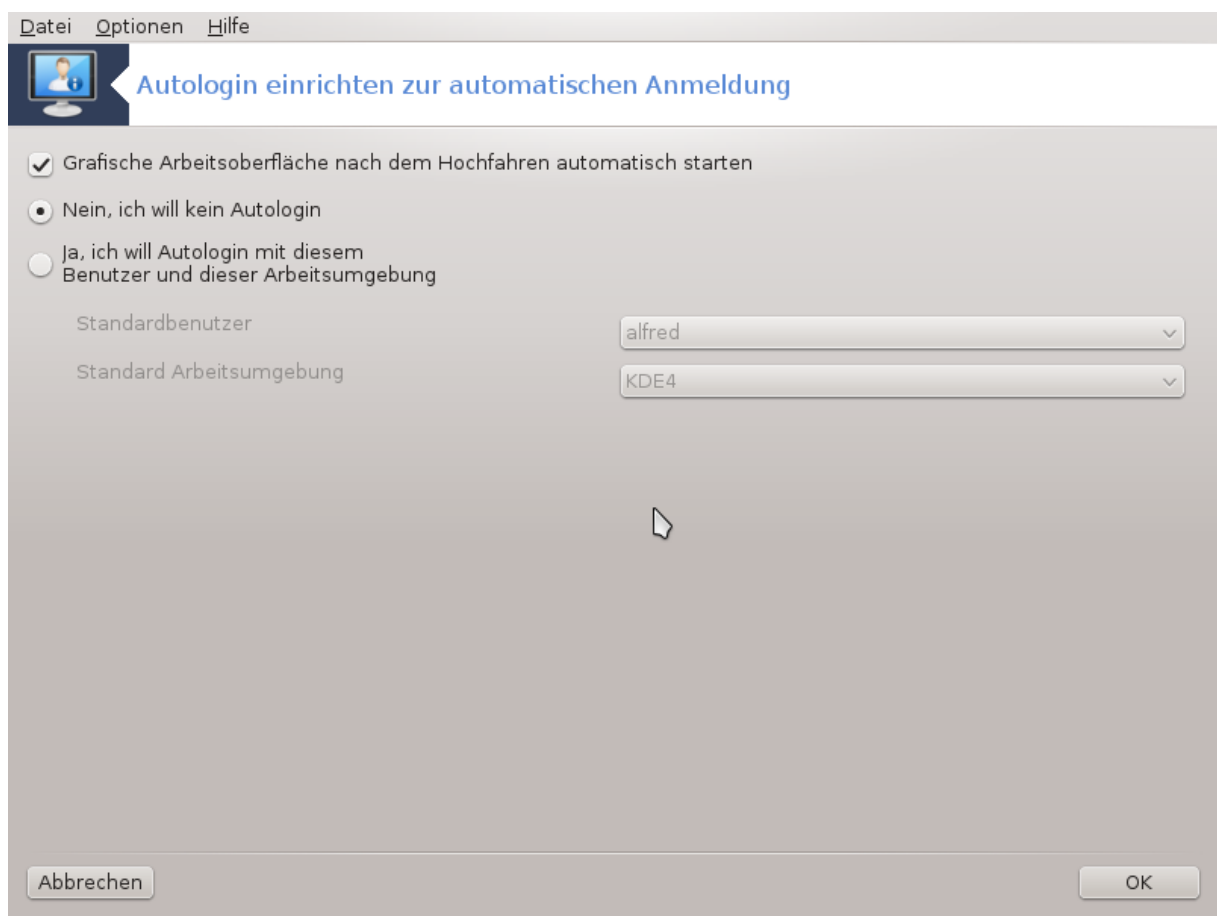 Datei Optionen Hilfe
Autologin einrichten zur automatischen Anmeldung
Grafische Arbeitsoberfläche nach dem Hochfahren automatisch starten
Nein, ich will kein Autologin
Ja, ich will Autologin mit diesem
Benutzer und dieser Arbeitsumgebung
Standardbenutzer alfred
Standard Arbeitsumgebung KDE4
Abbrechen OK